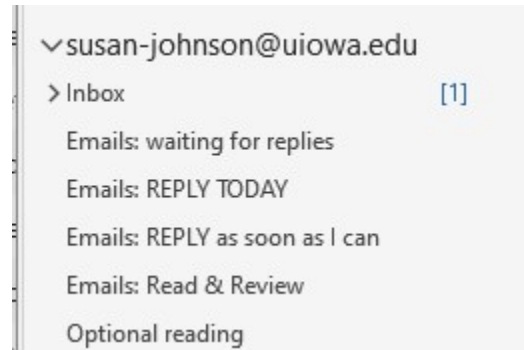 susan-johnson@uiowa.edu
Inbox [1]
Emails: waiting for replies
Emails: REPLY TODAY
Emails: REPLY as soon as I can
Emails: Read & Review
Optional reading